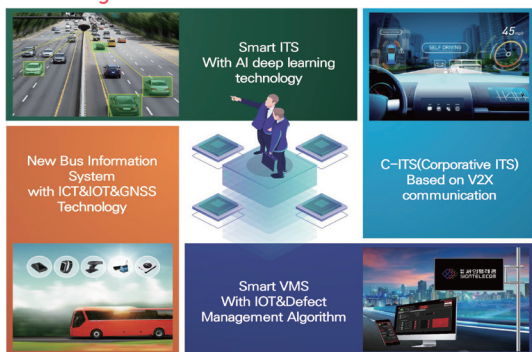 Smart ITS
With AI deep learning
technology
SELF DRIVING
45
New Bus Information
System
with ICT&IOT&GNSS
Technology
C-ITS(Corporative ITS)
Based on V2X
communication
Smart VMS
With IOT&Defect
Management Algorithm
SIGNTELECOM